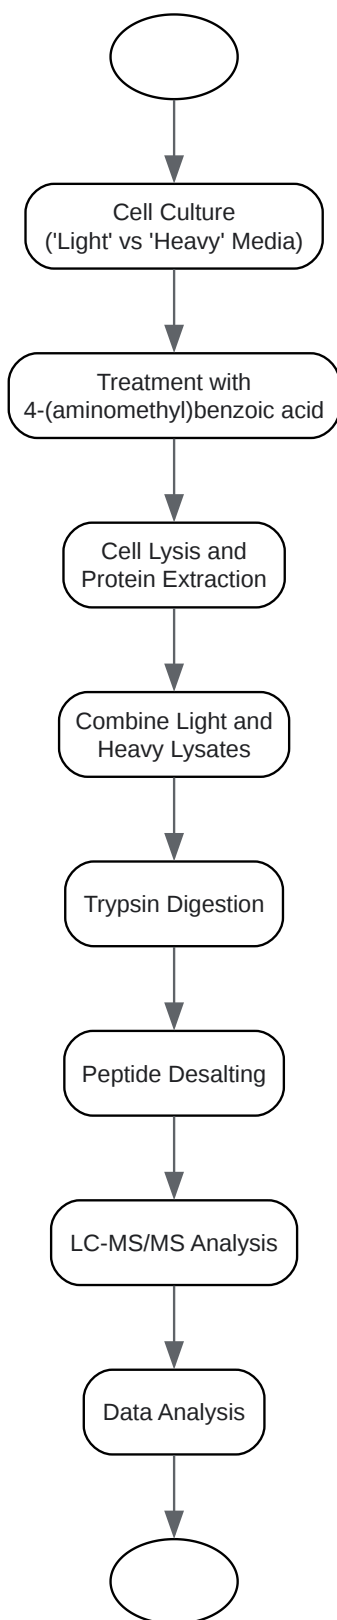 Cell Culture
('Light' vs 'Heavy' Media)
Treatment with
4-(aminomethyl)benzoic acid
Cell Lysis and
Protein Extraction
Combine Light and
Heavy Lysates
Trypsin Digestion
Peptide Desalting
LC-MS/MS Analysis
Data Analysis